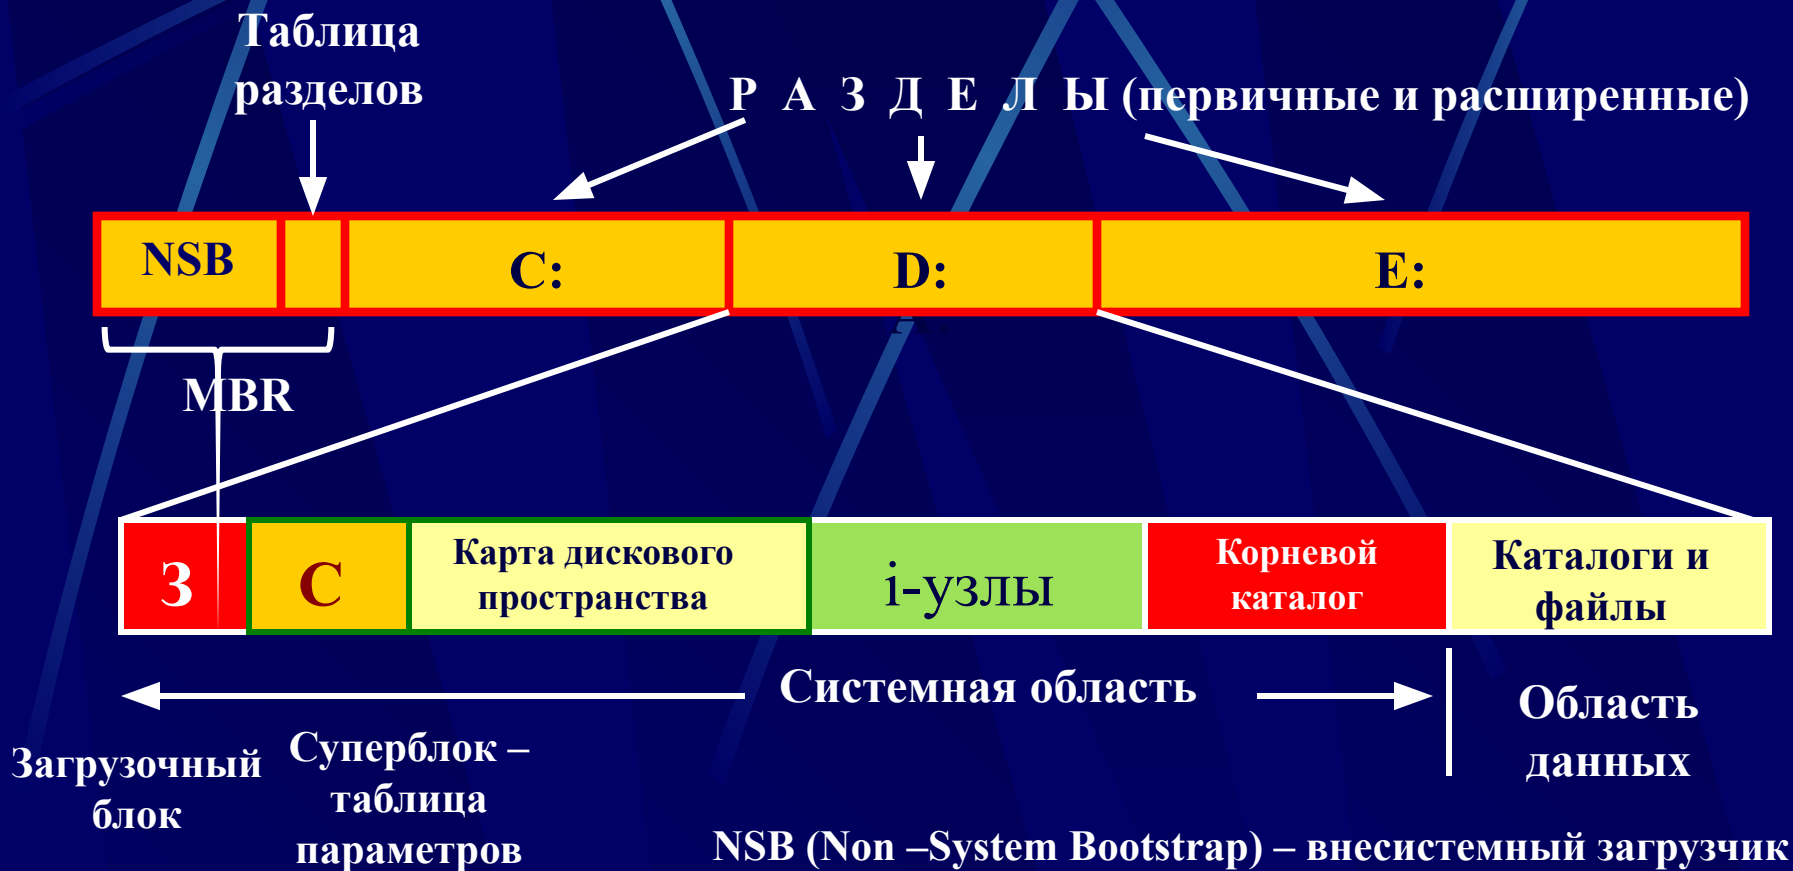 Таблица
разделов
Р А З Д Е Л Ы (первичные и расширенные)
NSB
C:
D:
E:
MBR
З
С
Карта дискового
пространства
i-узлы
Корневой
каталог
Каталоги и
файлы
Системная область
Область
данных
Загрузочный
блок
Суперблок –
таблица
параметров
NSB (Non –System Bootstrap) – внесистемный загрузчик